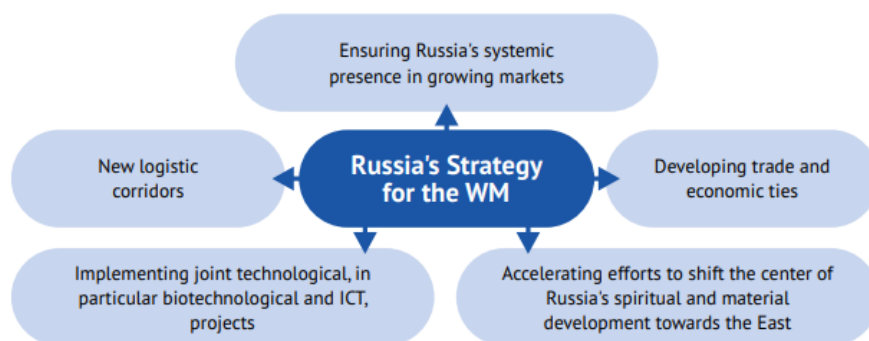 Ensuring Russia's systemic
presence in growing markets
New logistic
corridors
Russia's Strategy
for the WM
Developing trade and
economic ties
Implementing joint technological, in
particular biotechnological and ICT,
projects
Accelerating efforts to shift the center of
Russia's spiritual and material
development towards the East